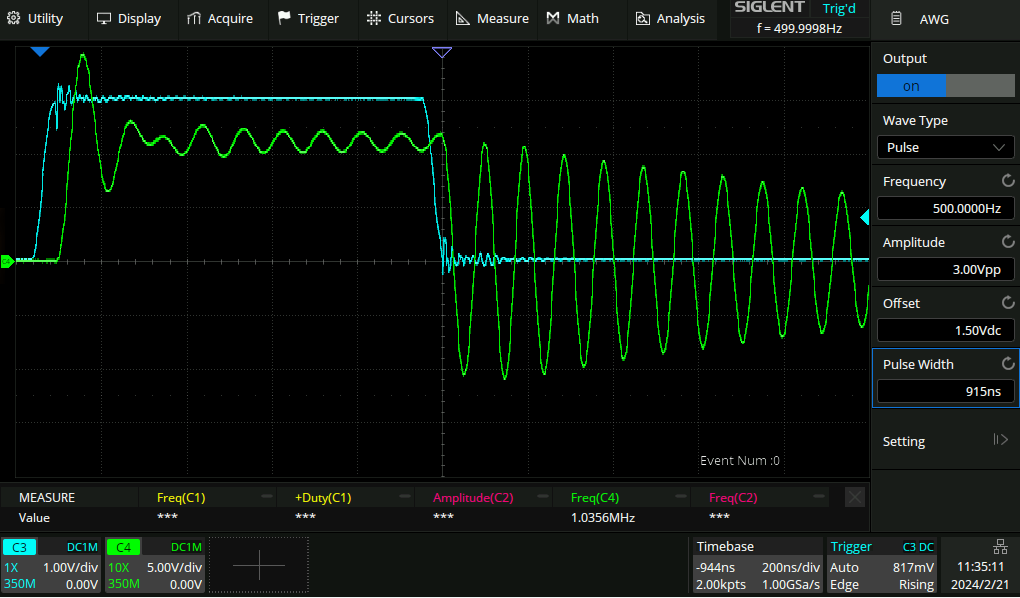 Utility Display Acquire Trigger Cursors Measure Math Analysis SIGLENT Trig'd AWG
f = 499.9998Hz
Output
on
Wave Type
Pulse
Frequency
500.0000Hz
Amplitude
3.00Vpp
Offset
1.50Vdc
Pulse Width
915ns
Setting
Event Num :0
MEASURE Freq(C1) +Duty(C1) Amplitude(C2) Freq(C4) Freq(C2)
Value *** *** *** 1.0356MHz ***
C3 DC1M C4 DC1M Timebase Trigger C3 DC
1X 1.00V/div 10X 5.00V/div -944ns 200ns/div Auto 817mV 11:35:11
350M 0.00V 350M 0.00V 2.00kpts 1.00GSa/s Edge Rising 2024/2/21